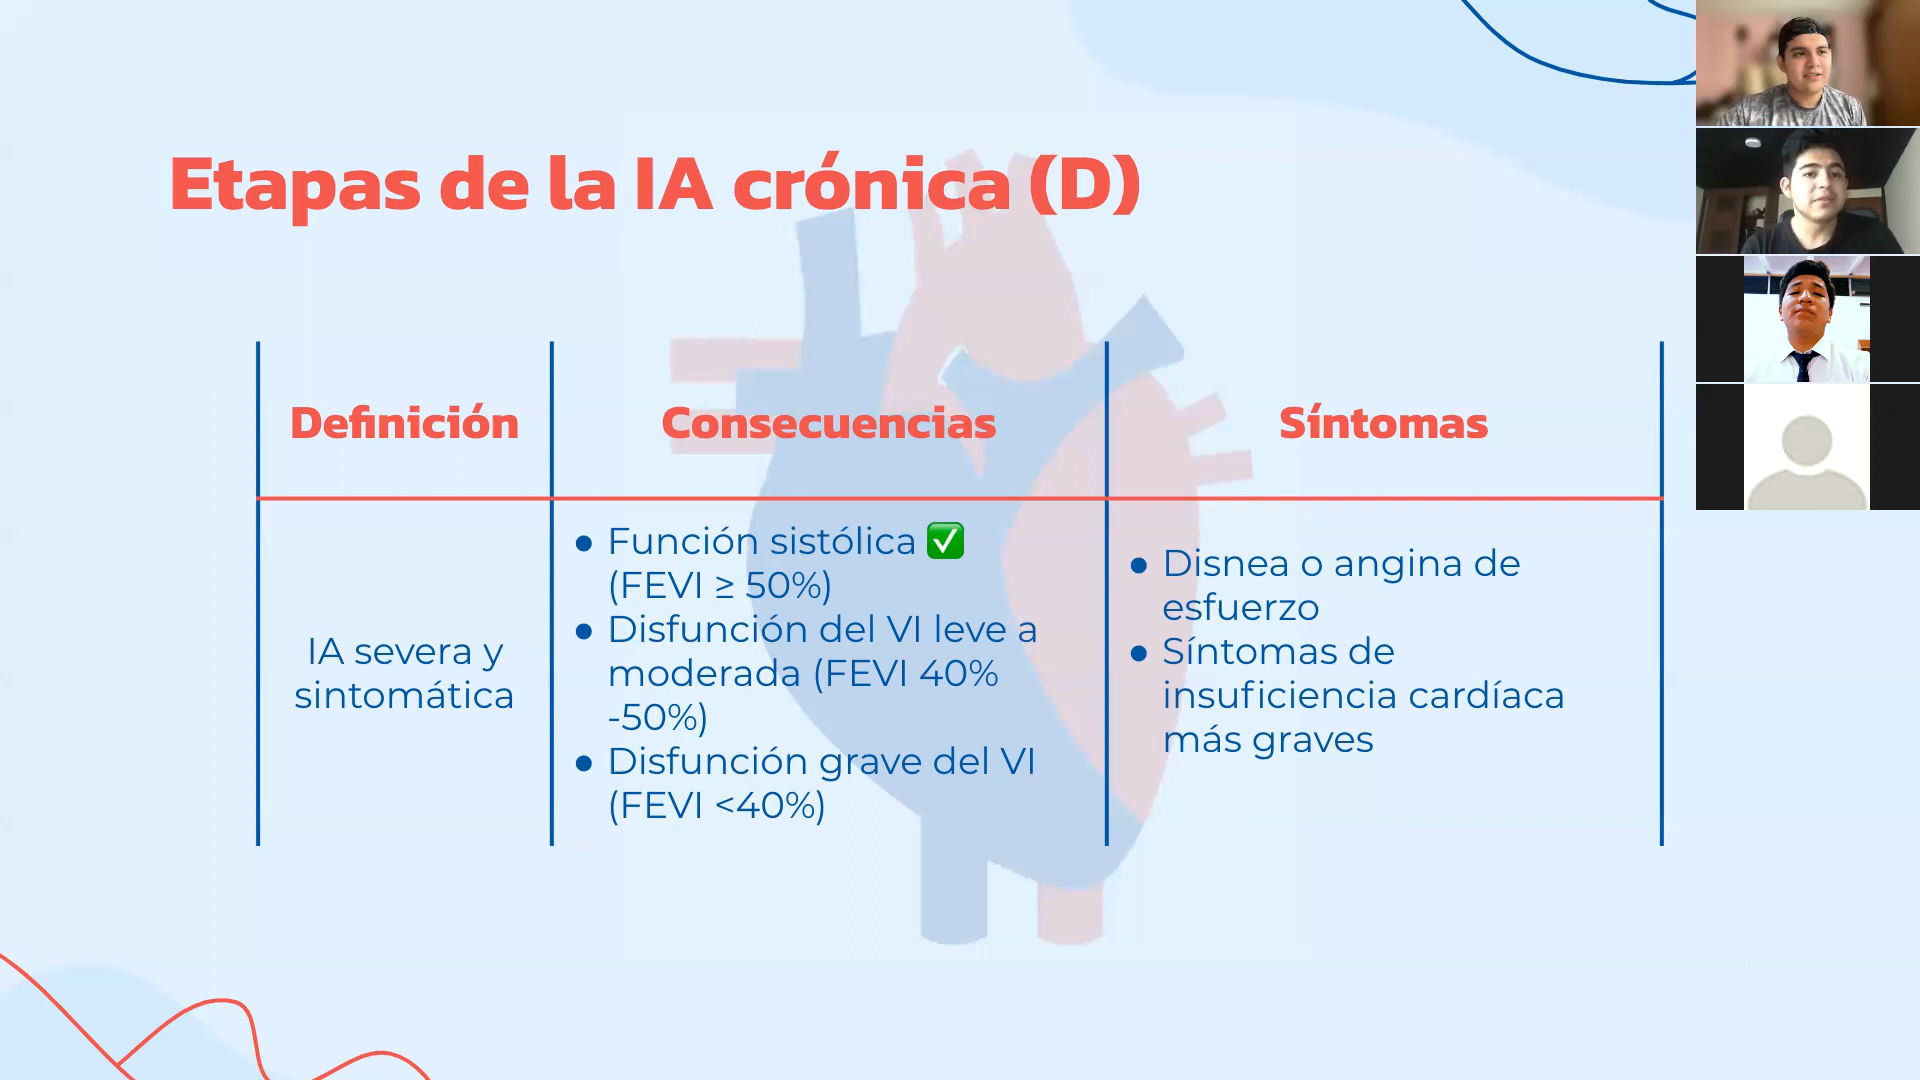 Etapas de la IA crónica (D)
Definición
Consecuencias
Síntomas
IA severa y
sintomática
● Función sistólica ✅
(FEVI ≥ 50%)
● Disfunción del VI leve a
moderada (FEVI 40%
-50%)
● Disfunción grave del VI
(FEVI <40%)
● Disnea o angina de
esfuerzo
● Síntomas de
insuficiencia cardíaca
más graves